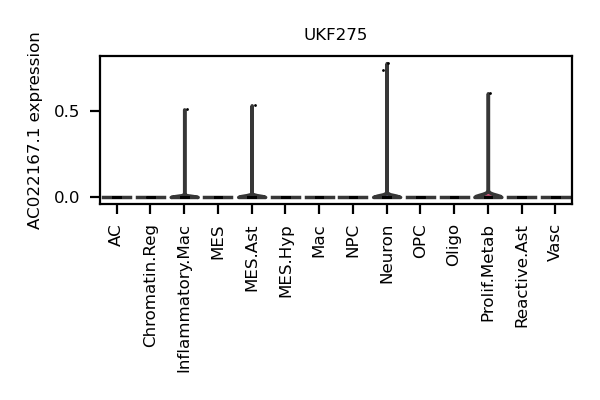 UKF275
AC022167.1 expression
0.5
0.0
AC
Chromatin.Reg
Inflammatory.Mac
MES
MES.Ast
MES.Hyp
Mac
NPC
Neuron
OPC
Oligo
Prolif.Metab
Reactive.Ast
Vasc